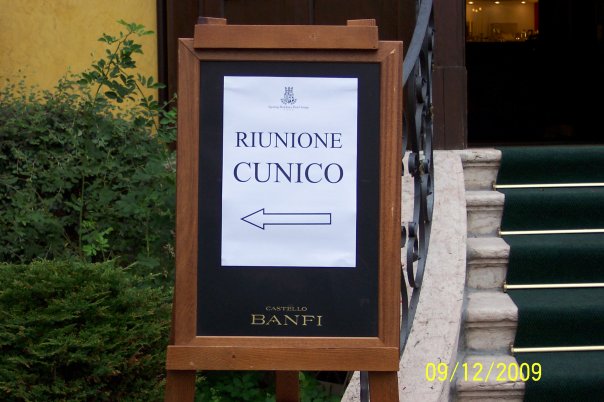 RIUNIONE
CUNICO
CASTELLO
BANFI
09/12/2009